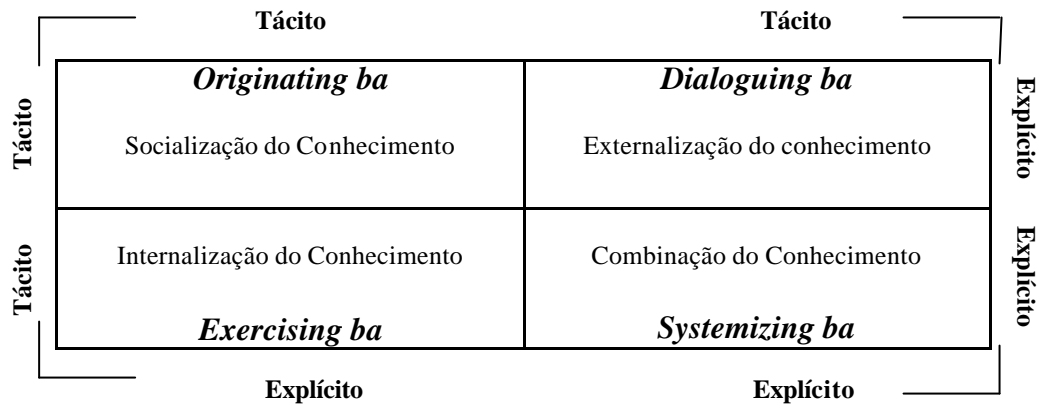 Tácito
Tácito
Originating ba
Dialoguing ba
Tácito
Explícito
Socialização do Conhecimento
Externalização do conhecimento
Tácito
Explícito
Internalização do Conhecimento
Combinação do Conhecimento
Exercising ba
Systemizing ba
Explícito
Explícito